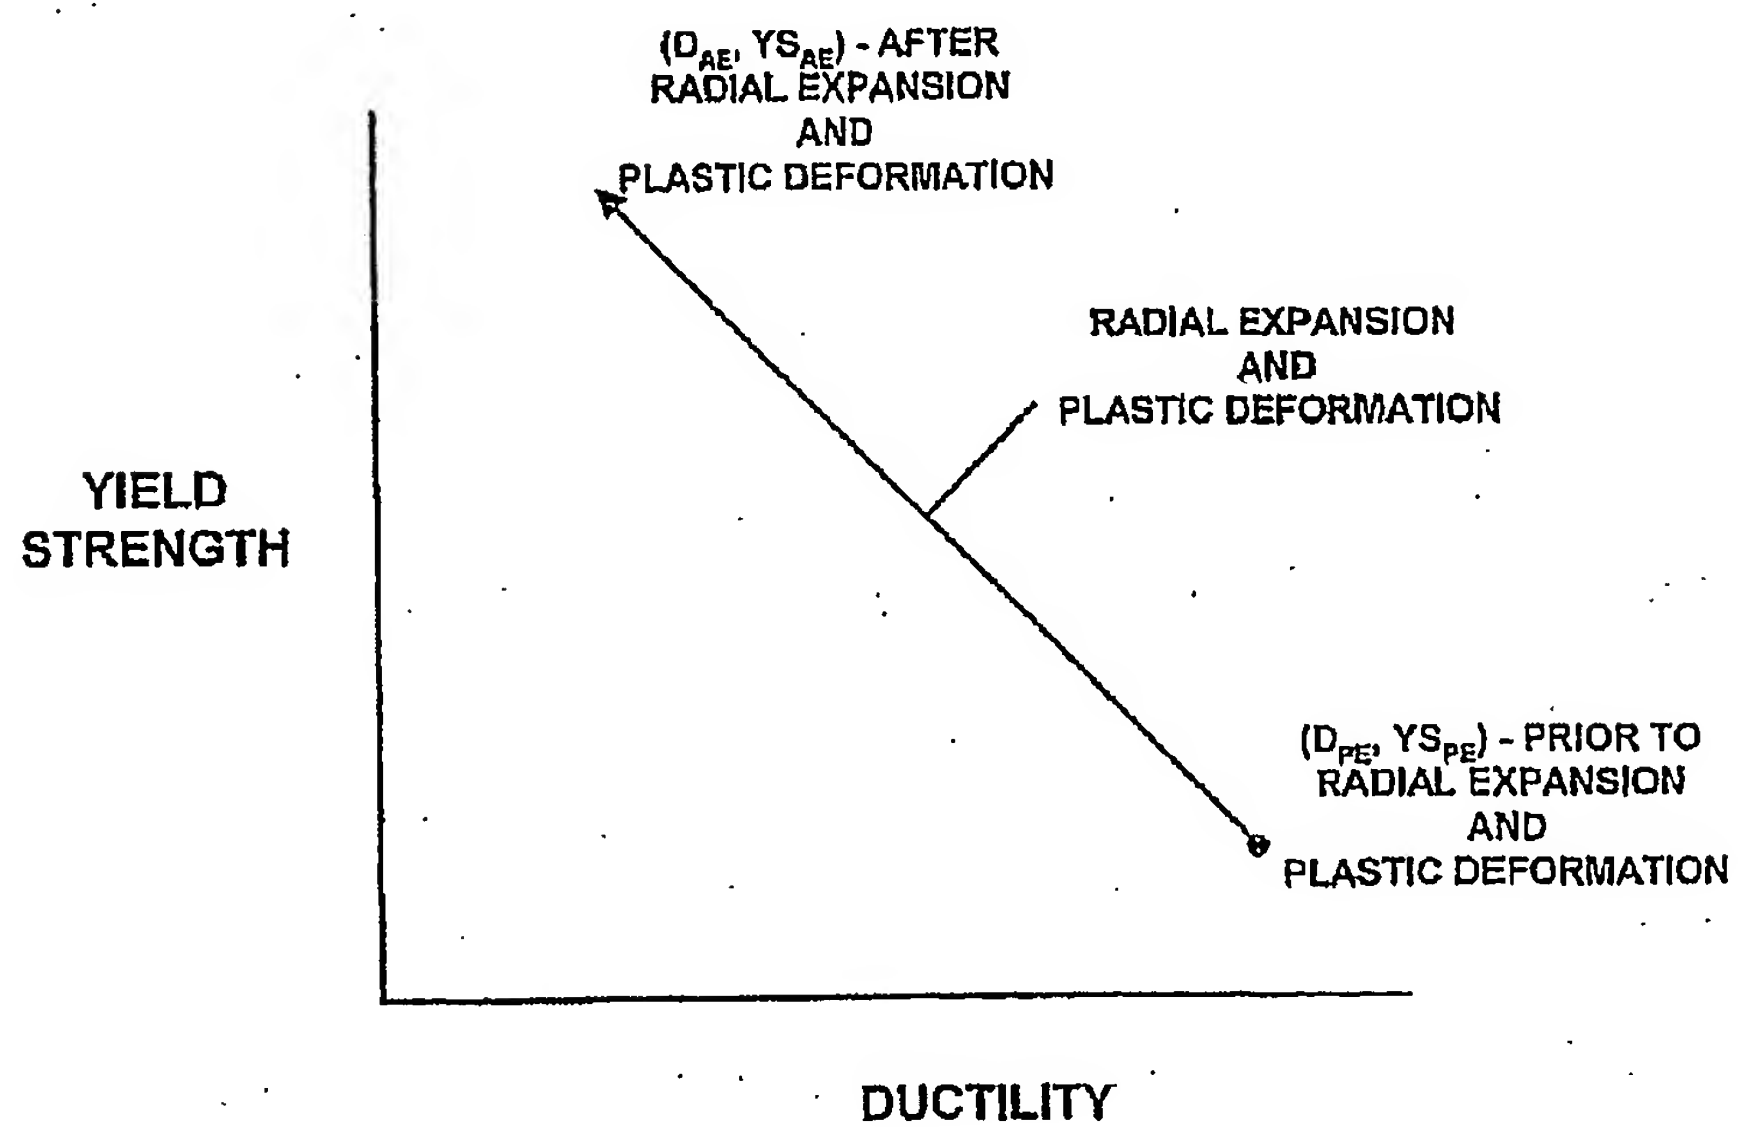 (D_AE, YS_AE) - AFTER
RADIAL EXPANSION
AND
PLASTIC DEFORMATION
RADIAL EXPANSION
AND
PLASTIC DEFORMATION
YIELD
STRENGTH
(D_PE, YS_PE) - PRIOR TO
RADIAL EXPANSION
AND
PLASTIC DEFORMATION
DUCTILITY